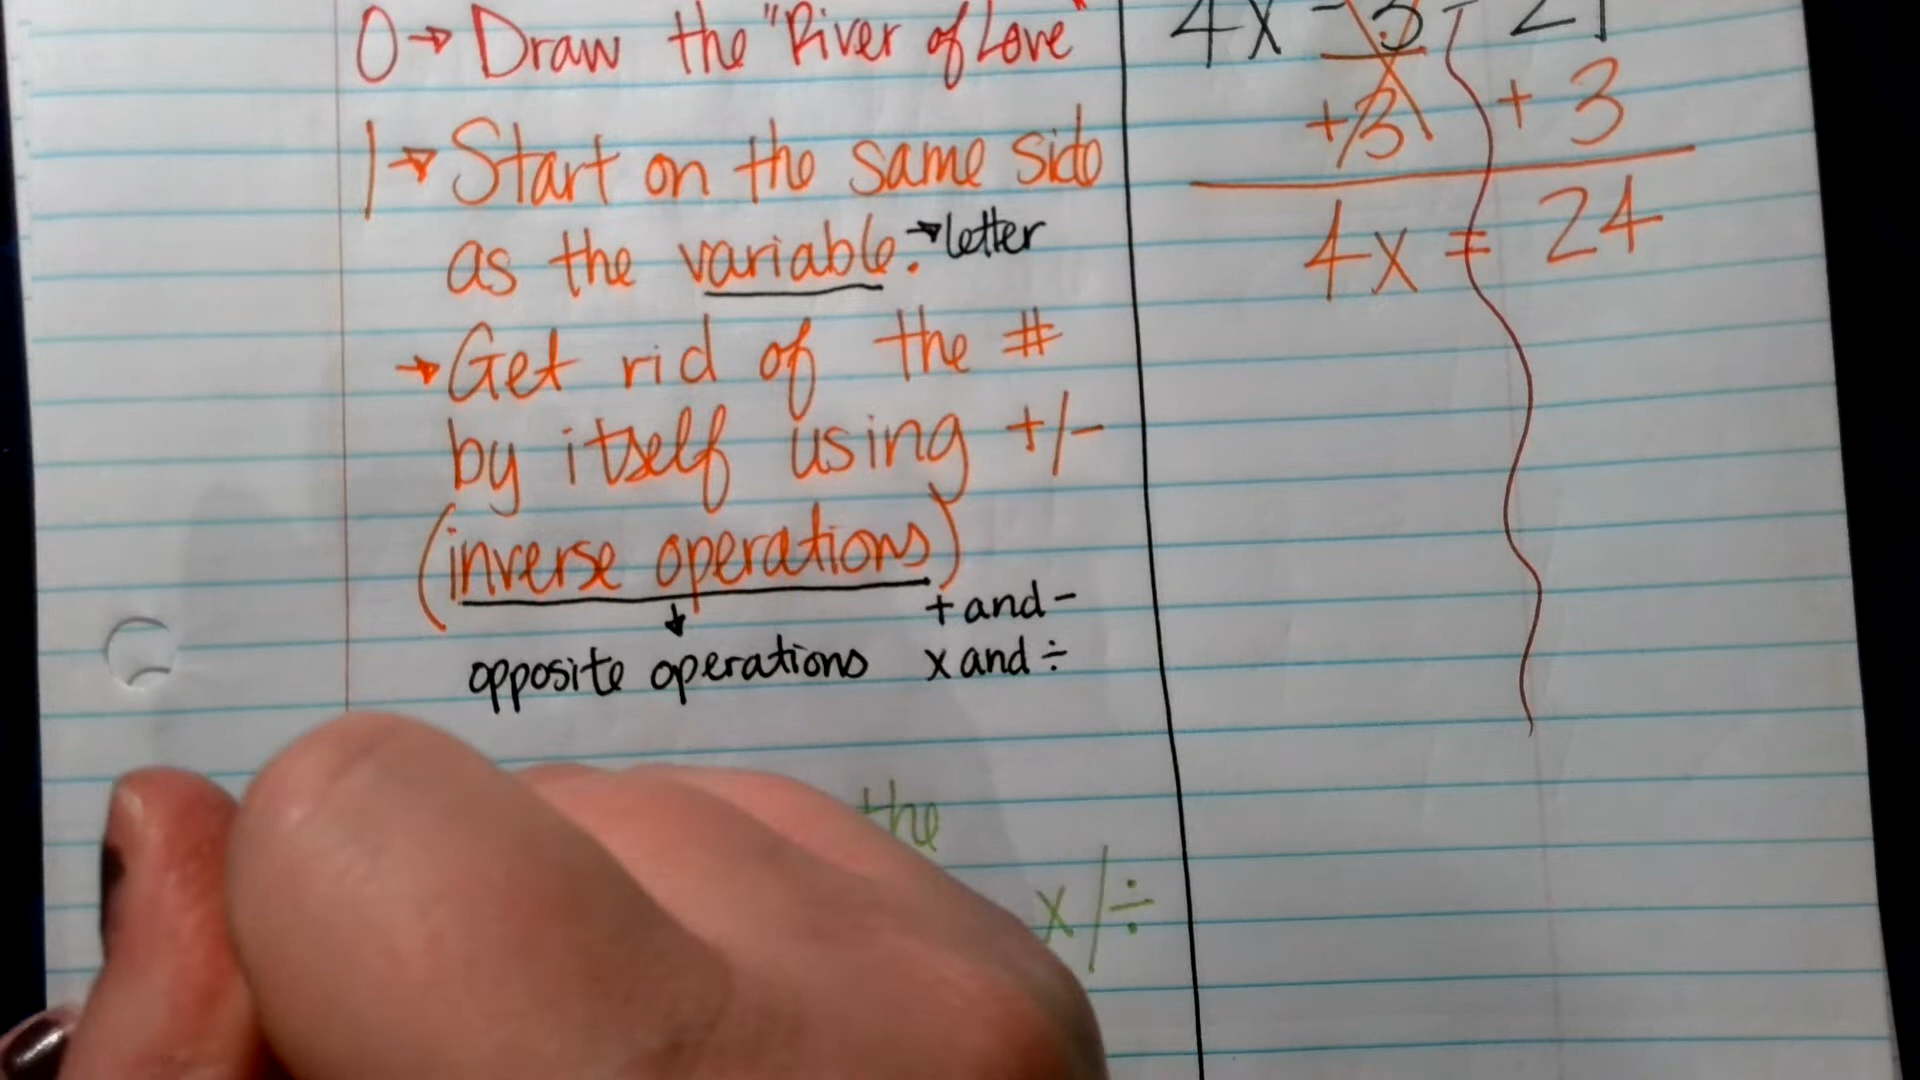 0→ Draw the "River of Love"
1→ Start on the same side
as the variable. →letter
→ Get rid of the #
by itself using +/-
(inverse operations)
+ and -
opposite operations x and ÷
the
x/÷
4x - 3 = 21
+3 + 3
4x = 24